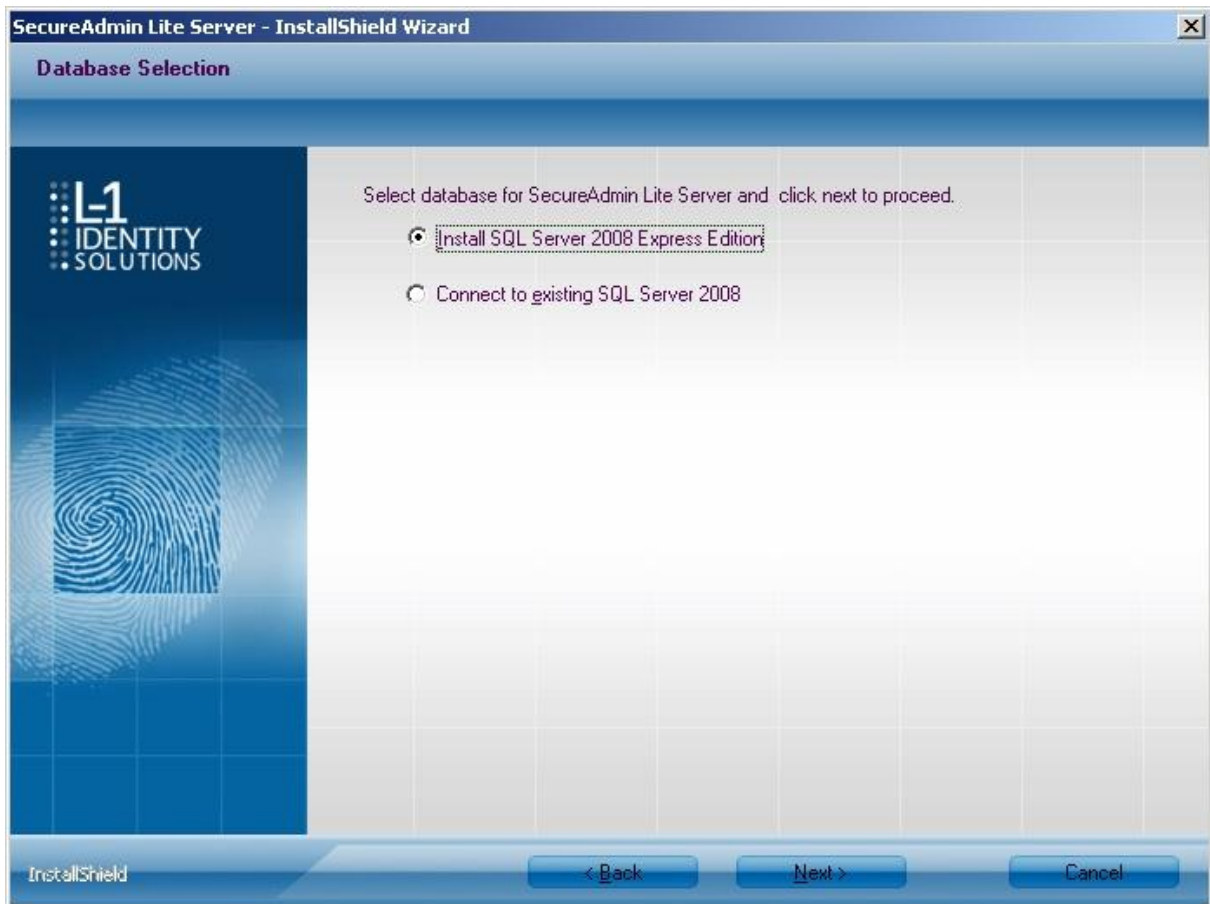 SecureAdmin Lite Server - InstallShield Wizard
Database Selection
L-1
IDENTITY
SOLUTIONS
Select database for SecureAdmin Lite Server and click next to proceed.
Install SQL Server 2008 Express Edition
Connect to existing SQL Server 2008
InstallShield
< Back
Next >
Cancel